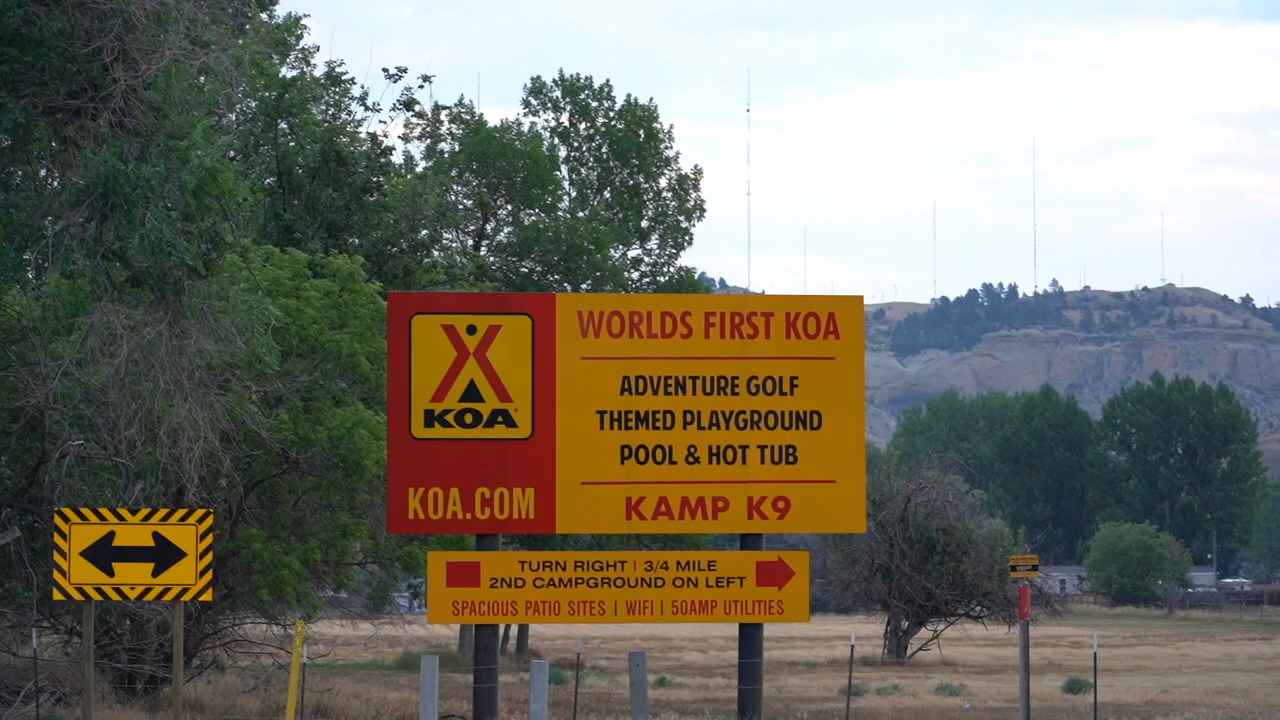 KOA
KOA.COM
WORLDS FIRST KOA
ADVENTURE GOLF
THEMED PLAYGROUND
POOL & HOT TUB
KAMP K9
TURN RIGHT | 3/4 MILE
2ND CAMPGROUND ON LEFT
SPACIOUS PATIO SITES | WIFI | 50AMP UTILITIES